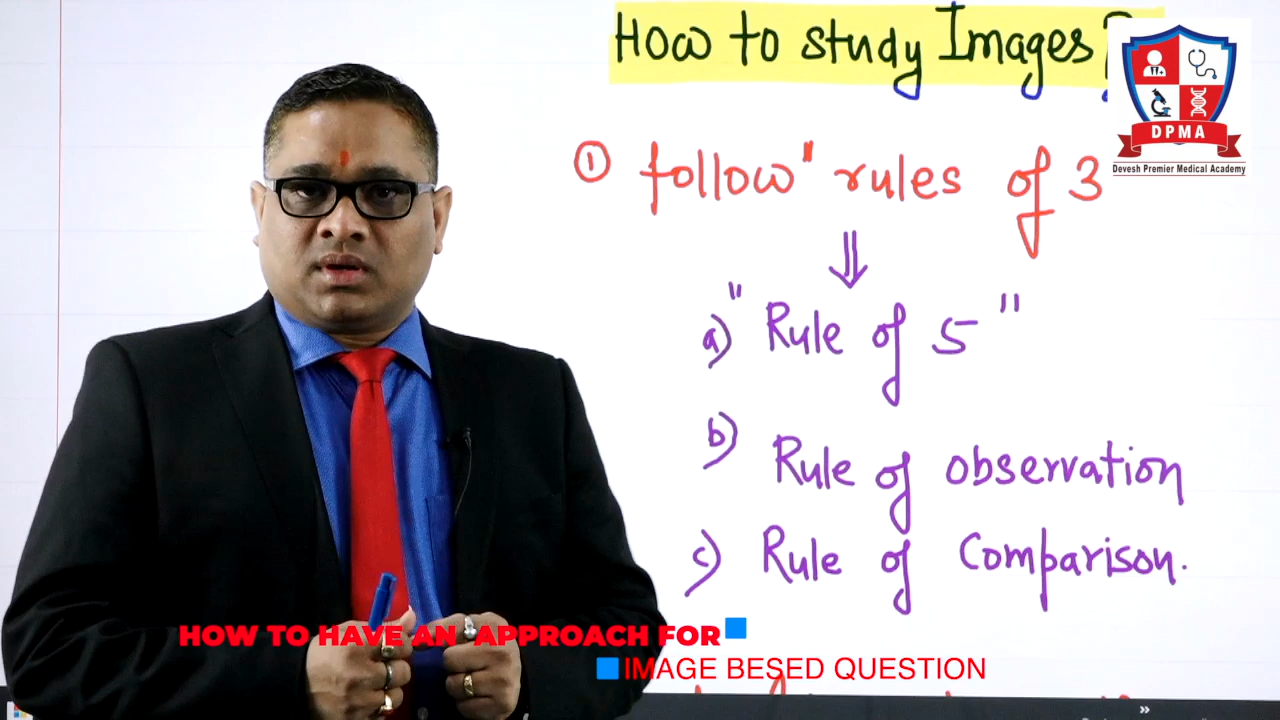 How to study Images?
① follow " rules of 3
a) " Rule of 5 "
b) Rule of observation
c) Rule of Comparison.
DPMA
Devesh Premier Medical Academy
HOW TO HAVE AN APPROACH FOR
IMAGE BESED QUESTION
»